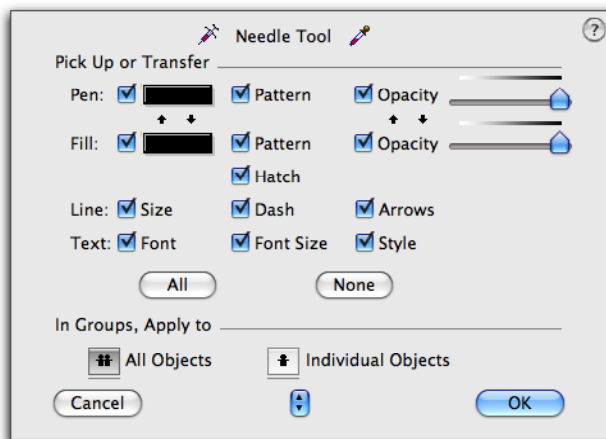 Needle Tool
?
Pick Up or Transfer
Pen: Pattern Opacity
Fill: Pattern Opacity
Hatch
Line: Size Dash Arrows
Text: Font Font Size Style
All None
In Groups, Apply to
All Objects Individual Objects
Cancel OK